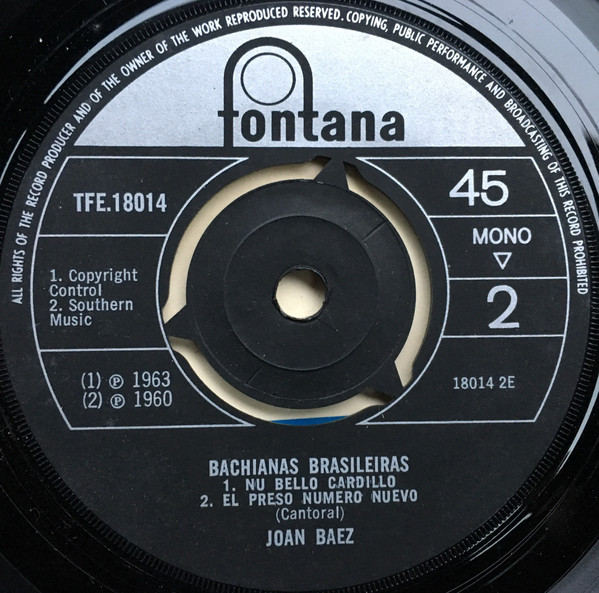 ALL RIGHTS OF THE RECORD PRODUCER AND OF THE OWNER OF THE WORK REPRODUCED RESERVED. COPYING, PUBLIC PERFORMANCE AND BROADCASTING OF THIS RECORD PROHIBITED
fontana
TFE.18014
45
MONO
1. Copyright
Control
2. Southern
Music
2
(1) ℗ 1963
(2) ℗ 1960
18014 2E
BACHIANAS BRASILEIRAS
1. NU BELLO CARDILLO
2. EL PRESO NUMERO NUEVO
(Cantoral)
JOAN BAEZ